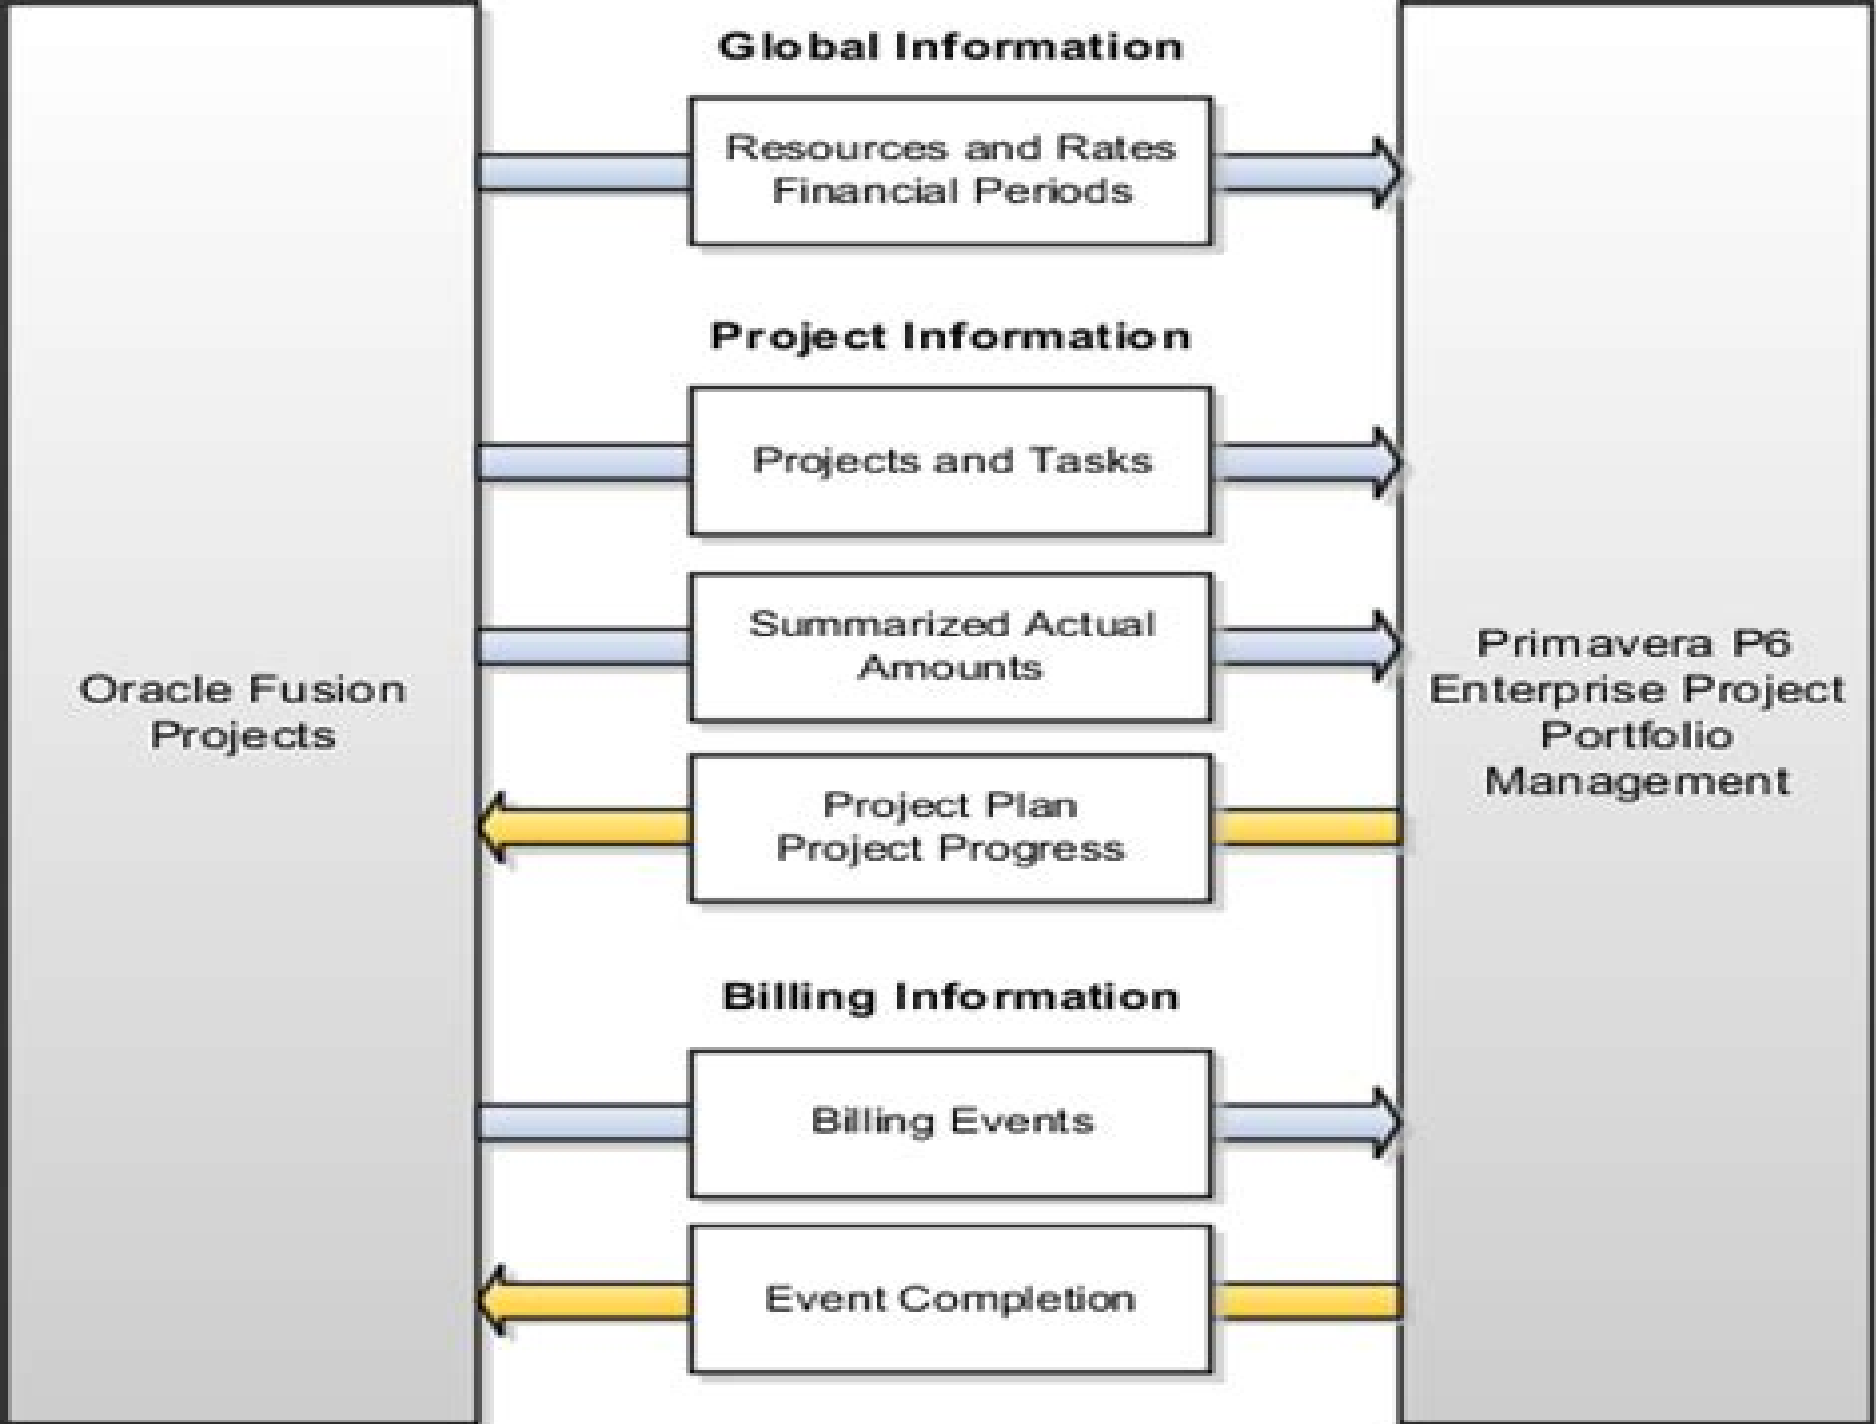 Global Information
Resources and Rates
Financial Periods
Project Information
Projects and Tasks
Summarized Actual
Amounts
Project Plan
Project Progress
Billing Information
Billing Events
Event Completion
Oracle Fusion
Projects
Primavera P6
Enterprise Project
Portfolio
Management